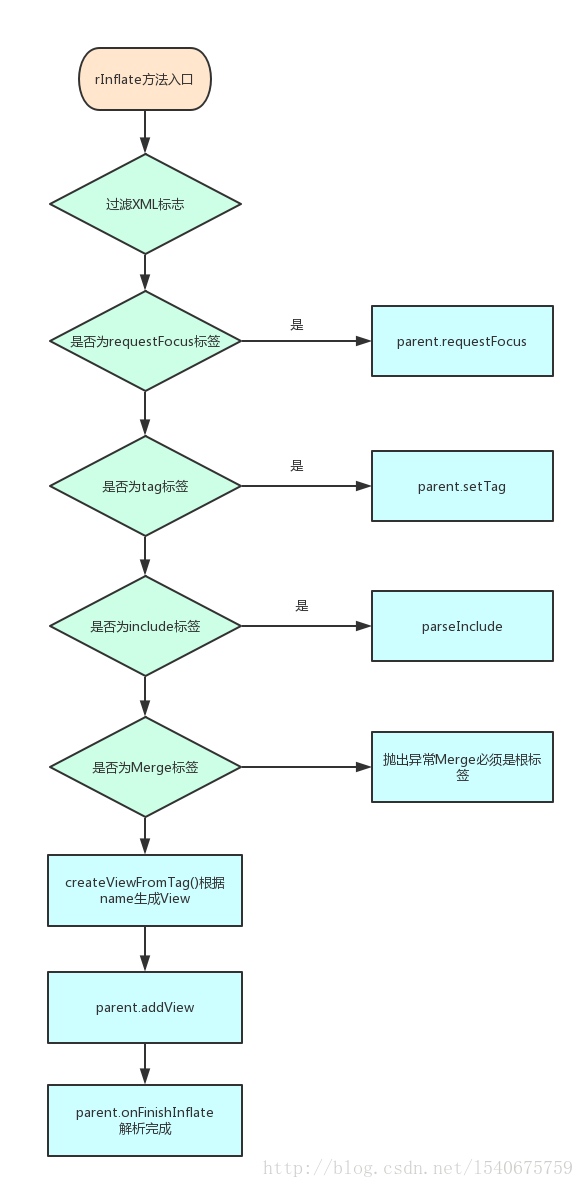 rInflate方法入口
过滤XML标志
是否为requestFocus标签
是
parent.requestFocus
是否为tag标签
是
parent.setTag
是否为include标签
是
parseInclude
是否为Merge标签
抛出异常Merge必须是根标
签
createViewFromTag()根据
name生成View
parent.addView
parent.onFinishInflate
解析完成
http://blog.csdn.net/l540675759